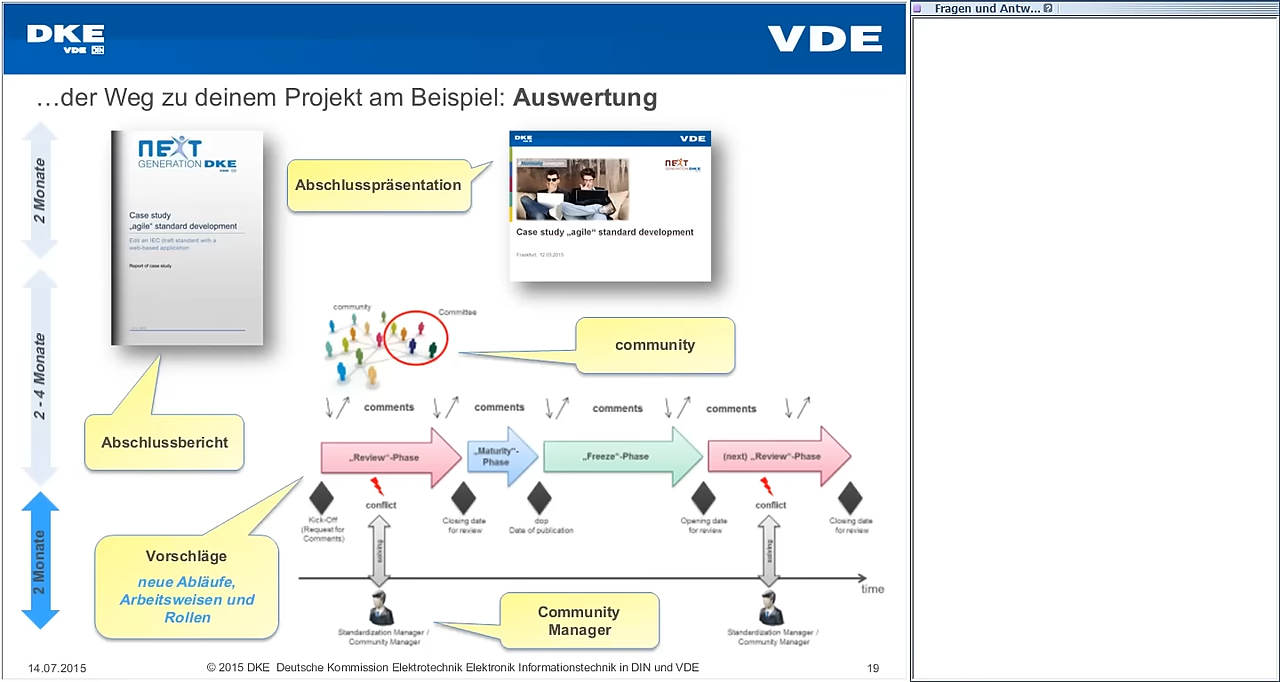 DKE
VDE
VDE
Fragen und Antw...
…der Weg zu deinem Projekt am Beispiel: Auswertung
2 Monate
2 - 4 Monate
2 Monate
NEXT
GENERATION DKE
Case study
„agile“ standard development
Edit an IEC draft standard with a
web-based application
Report of case study
Abschlusspräsentation
DKE
VDE
NEXT
Case study „agile“ standard development
Frankfurt, 12.03.2015
community
Committee
community
Abschlussbericht
comments
comments
comments
comments
„Review“-Phase
„Maturity“-
Phase
„Freeze“-Phase
(next) „Review“-Phase
conflict
conflict
Kick-Off
(Request for
Comments)
Closing date
for review
dop
Date of publication
Opening date
for review
Closing date
for review
solving
solving
Vorschläge
neue Abläufe,
Arbeitsweisen und
Rollen
time
Community
Manager
Standardization Manager /
Community Manager
Standardization Manager /
Community Manager
14.07.2015
© 2015 DKE Deutsche Kommission Elektrotechnik Elektronik Informationstechnik in DIN und VDE
19